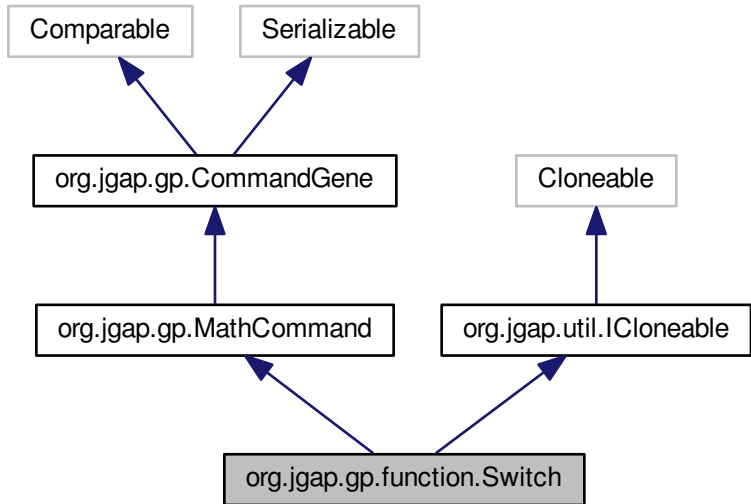 Comparable
Serializable
org.jgap.gp.CommandGene
Cloneable
org.jgap.gp.MathCommand
org.jgap.util.ICloneable
org.jgap.gp.function.Switch